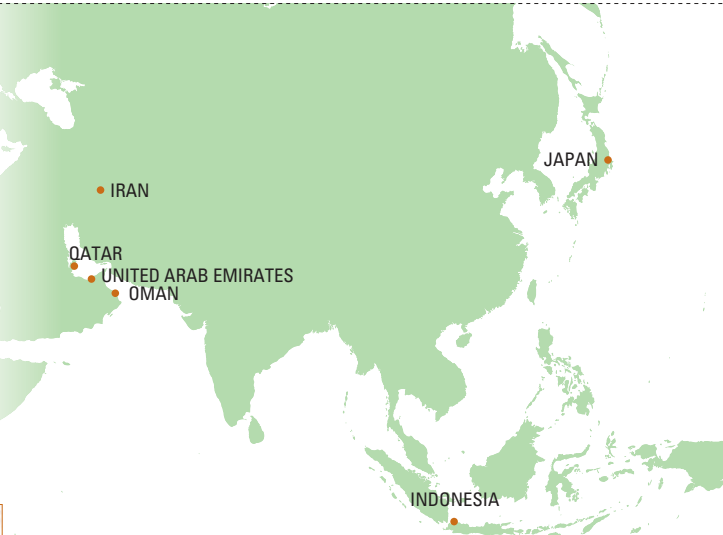 JAPAN
IRAN
QATAR
UNITED ARAB EMIRATES
OMAN
INDONESIA